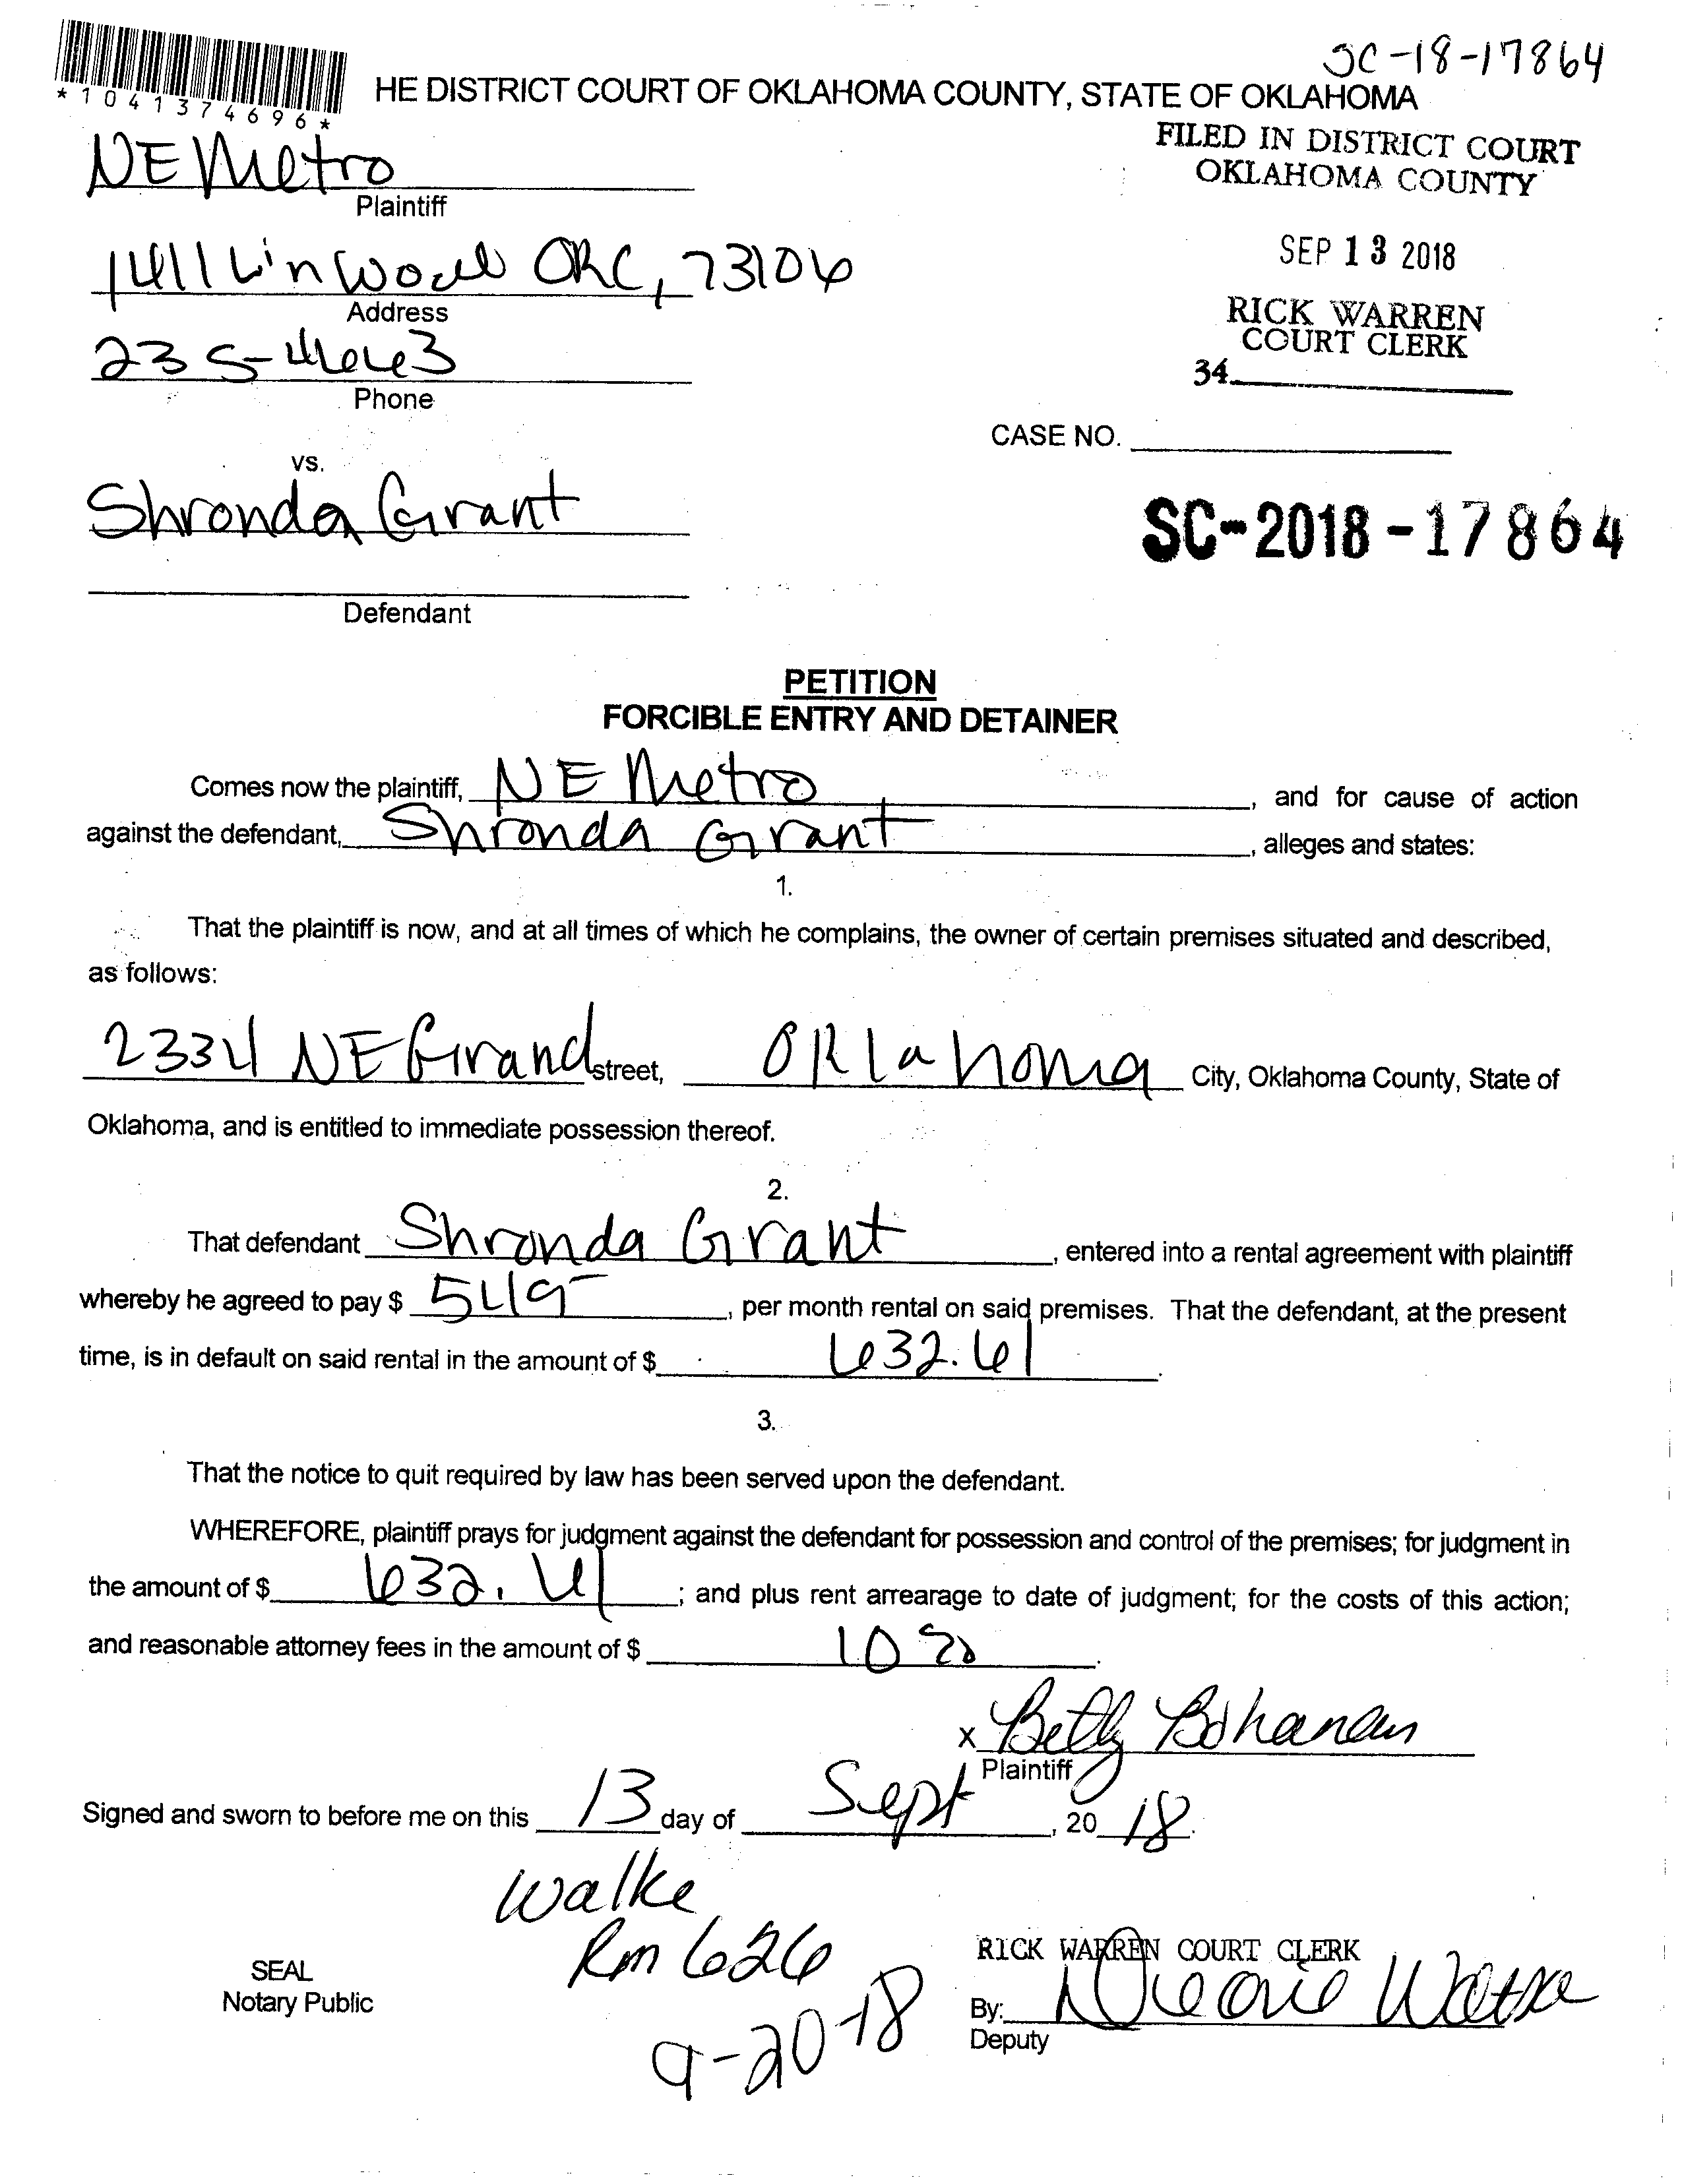 SC-18-17864
*1041374696*
HE DISTRICT COURT OF OKLAHOMA COUNTY, STATE OF OKLAHOMA
FILED IN DISTRICT COURT
OKLAHOMA COUNTY
NE Metro
Plaintiff
SEP 13 2018
1411 Linwood OKC, 73106
Address
RICK WARREN
COURT CLERK
34
235-
Phone
CASE NO.
vs.
Shronda Grant
SC-2018-17864
Defendant
PETITION
FORCIBLE ENTRY AND DETAINER
Comes now the plaintiff, NE Metro, and for cause of action
against the defendant, Shronda Grant, alleges and states:
1.
That the plaintiff is now, and at all times of which he complains, the owner of certain premises situated and described,
as follows:
2334 NE Grand street, Oklahoma City, Oklahoma County, State of
Oklahoma, and is entitled to immediate possession thereof.
2.
That defendant Shronda Grant, entered into a rental agreement with plaintiff
whereby he agreed to pay $ 549-, per month rental on said premises. That the defendant, at the present
time, is in default on said rental in the amount of $ 632.61.
3.
That the notice to quit required by law has been served upon the defendant.
WHEREFORE, plaintiff prays for judgment against the defendant for possession and control of the premises; for judgment in
the amount of $ 632.61; and plus rent arrearage to date of judgment; for the costs of this action;
and reasonable attorney fees in the amount of $ 10 %.
x Betty Bohanan
Plaintiff
Signed and sworn to before me on this 13 day of Sept, 20 18.
Walke
Rm 626
9-20-18
SEAL
Notary Public
RICK WARREN COURT CLERK
By:
Deputy